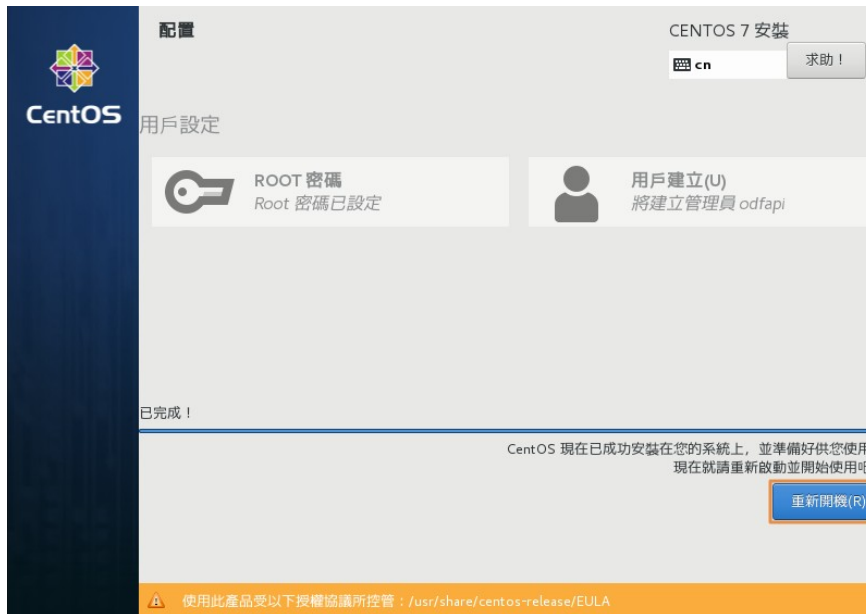 配置
CENTOS 7 安裝
cn
求助！
CentOS
用戶設定
ROOT 密碼
Root 密碼已設定
用戶建立(U)
將建立管理員 odfapi
已完成！
CentOS 現在已成功安裝在您的系統上，並準備好供您使用
現在就請重新啟動並開始使用吧
重新開機(R)
使用此產品受以下授權協議所控管：/usr/share/centos-release/EULA